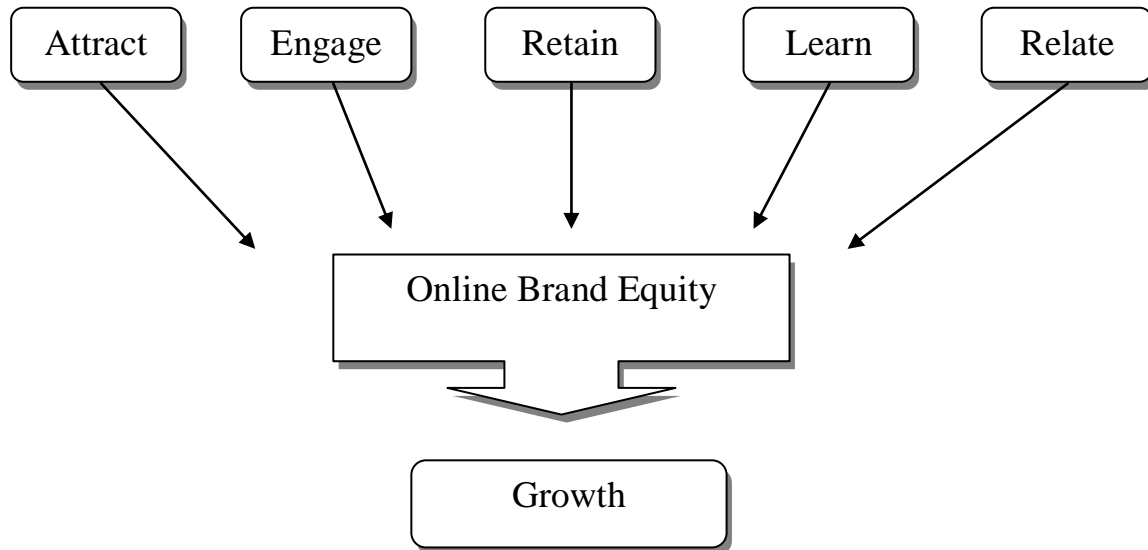 Attract
Engage
Retain
Learn
Relate
Online Brand Equity
Growth